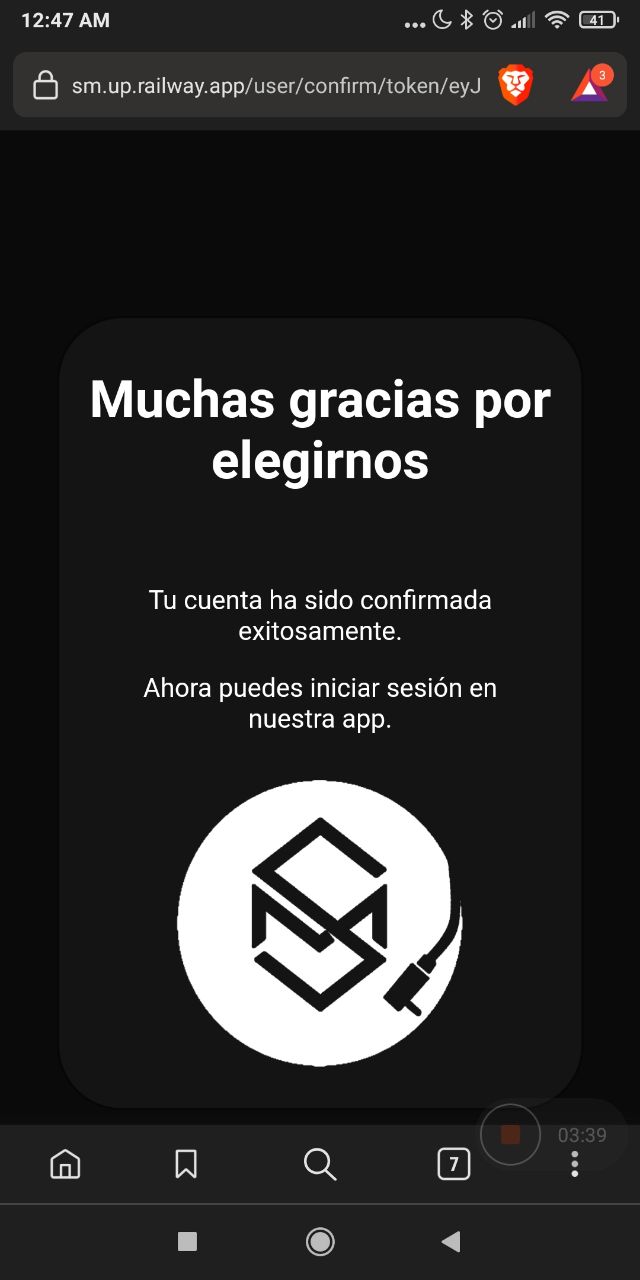 12:47 AM
41
sm.up.railway.app/user/confirm/token/eyJ
3
Muchas gracias por
elegirnos
Tu cuenta ha sido confirmada
exitosamente.
Ahora puedes iniciar sesión en
nuestra app.
03:39
7